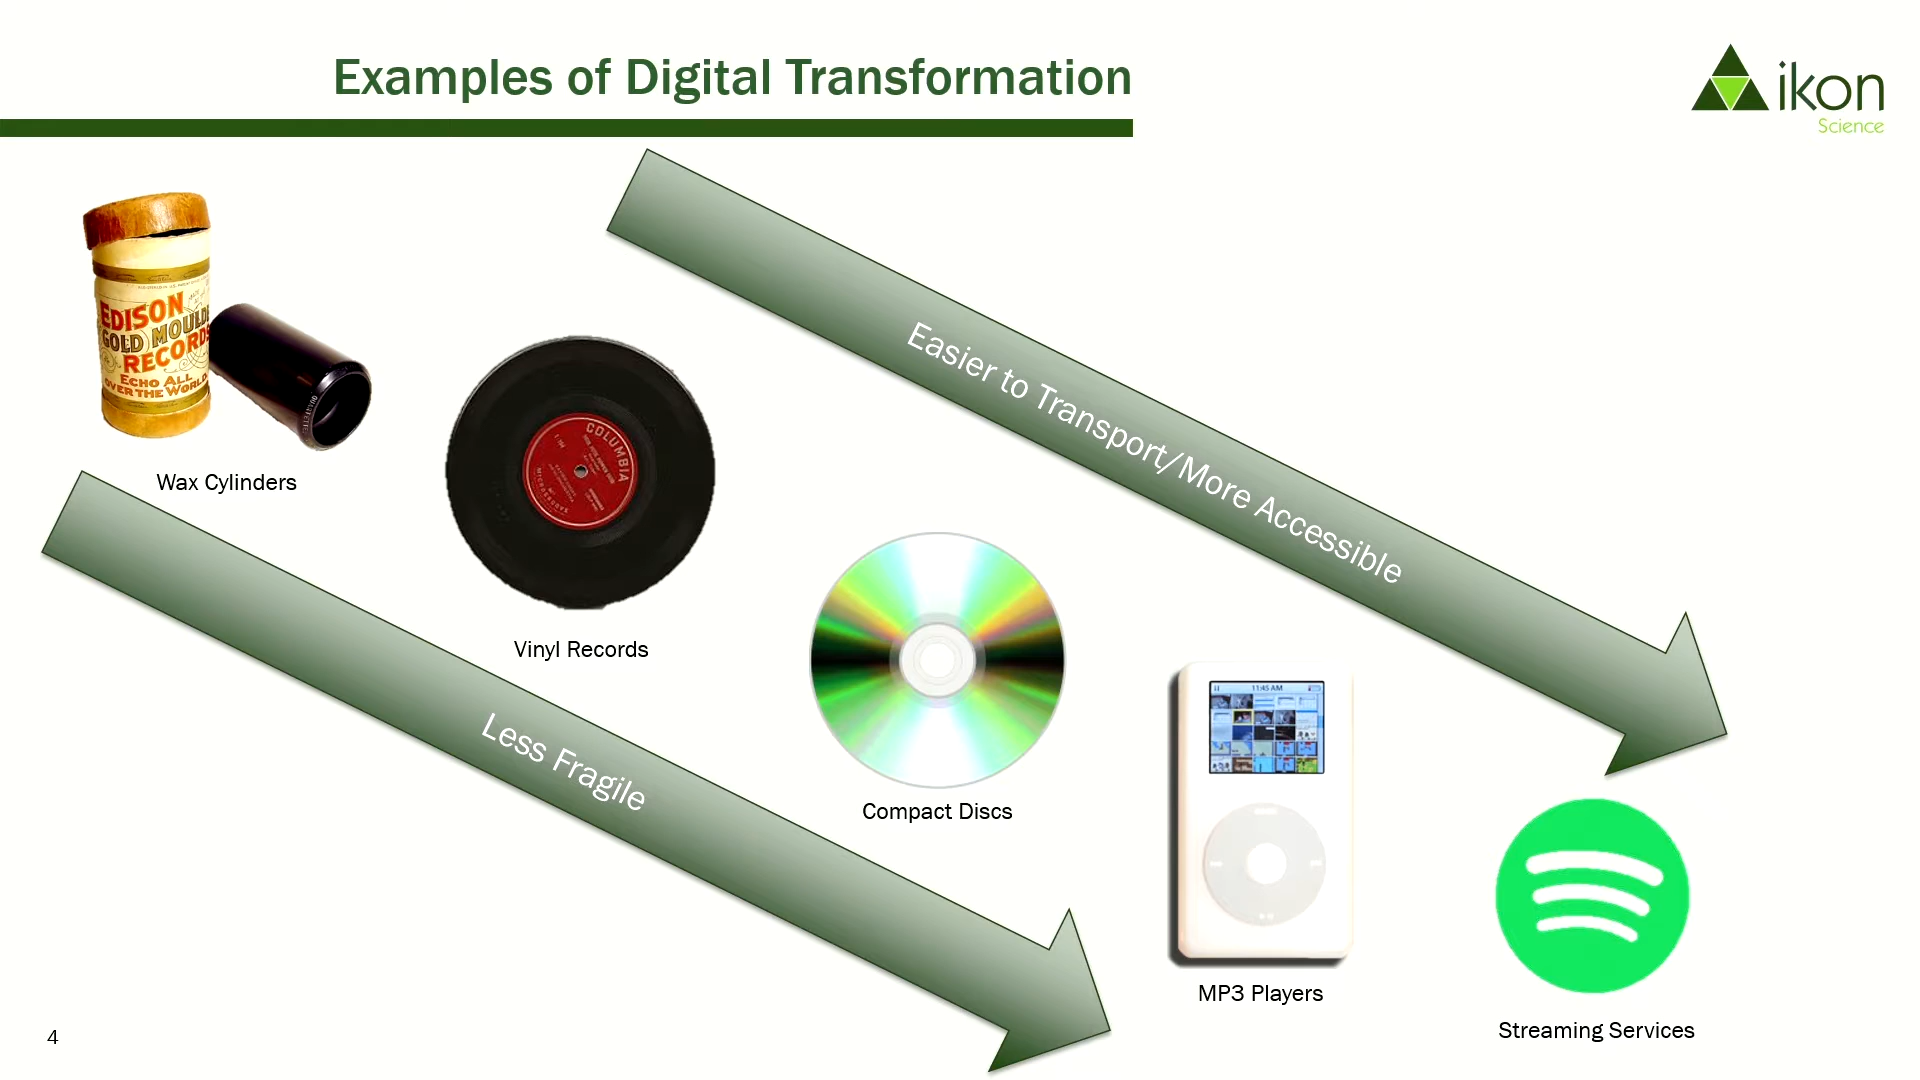 Examples of Digital Transformation
ikon
Science
EDISON
GOLD MOULDED
RECORDS
ECHO ALL
OVER THE WORLD
Wax Cylinders
COLUMBIA
Vinyl Records
Easier to Transport/More Accessible
Less Fragile
Compact Discs
11:45 AM
MP3 Players
Streaming Services
4